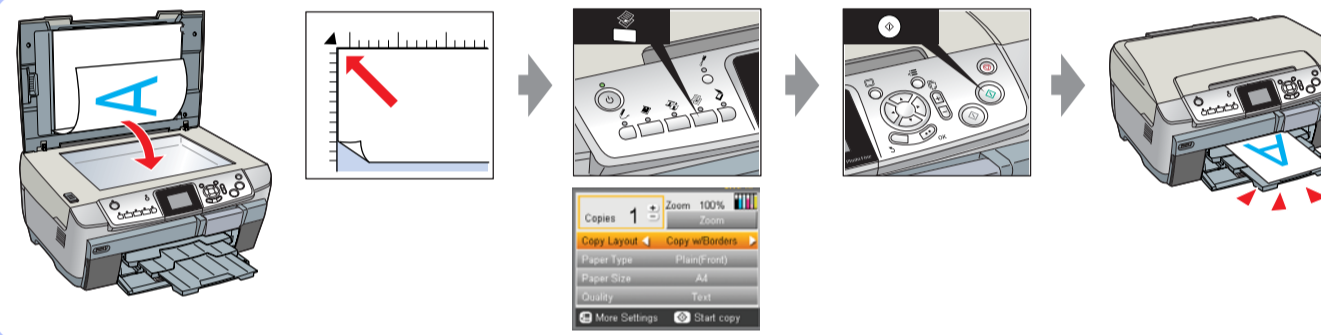 A
OK
Copies 1 + −
Zoom 100%
Zoom
Copy Layout Copy w/Borders
Paper Type Plain(Front)
Paper Size A4
Quality Text
More Settings Start copy
A